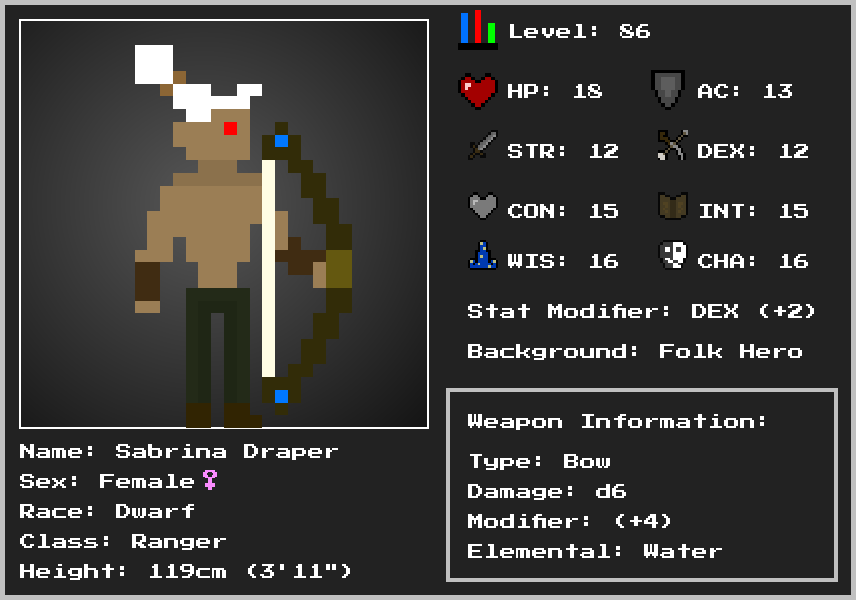 Level: 86
HP: 18 AC: 13
STR: 12 DEX: 12
CON: 15 INT: 15
WIS: 16 CHA: 16
Stat Modifier: DEX (+2)
Background: Folk Hero
Weapon Information:
Type: Bow
Damage: d6
Modifier: (+4)
Elemental: Water
Name: Sabrina Draper
Sex: Female♀
Race: Dwarf
Class: Ranger
Height: 119cm (3'11")